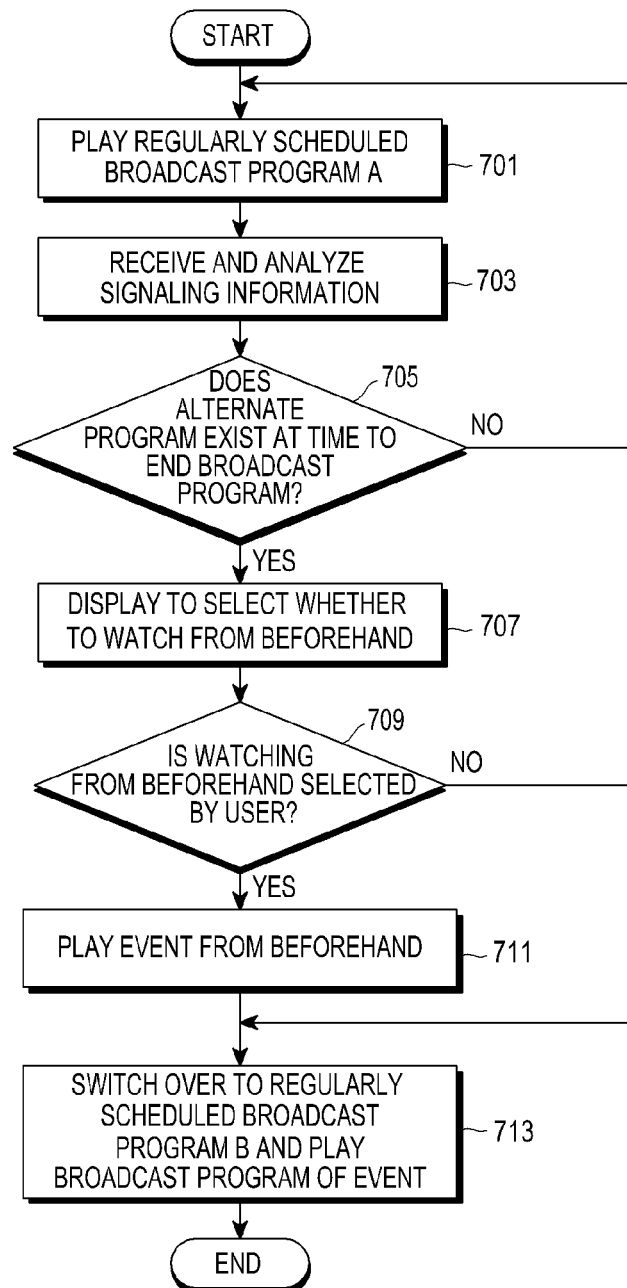 START
PLAY REGULARLY SCHEDULED
BROADCAST PROGRAM A
701
RECEIVE AND ANALYZE
SIGNALING INFORMATION
703
705
DOES
ALTERNATE
PROGRAM EXIST AT TIME TO
END BROADCAST
PROGRAM?
NO
YES
DISPLAY TO SELECT WHETHER
TO WATCH FROM BEFOREHAND
707
709
IS WATCHING
FROM BEFOREHAND SELECTED
BY USER?
NO
YES
PLAY EVENT FROM BEFOREHAND
711
SWITCH OVER TO REGULARLY
SCHEDULED BROADCAST
PROGRAM B AND PLAY
BROADCAST PROGRAM OF EVENT
713
END